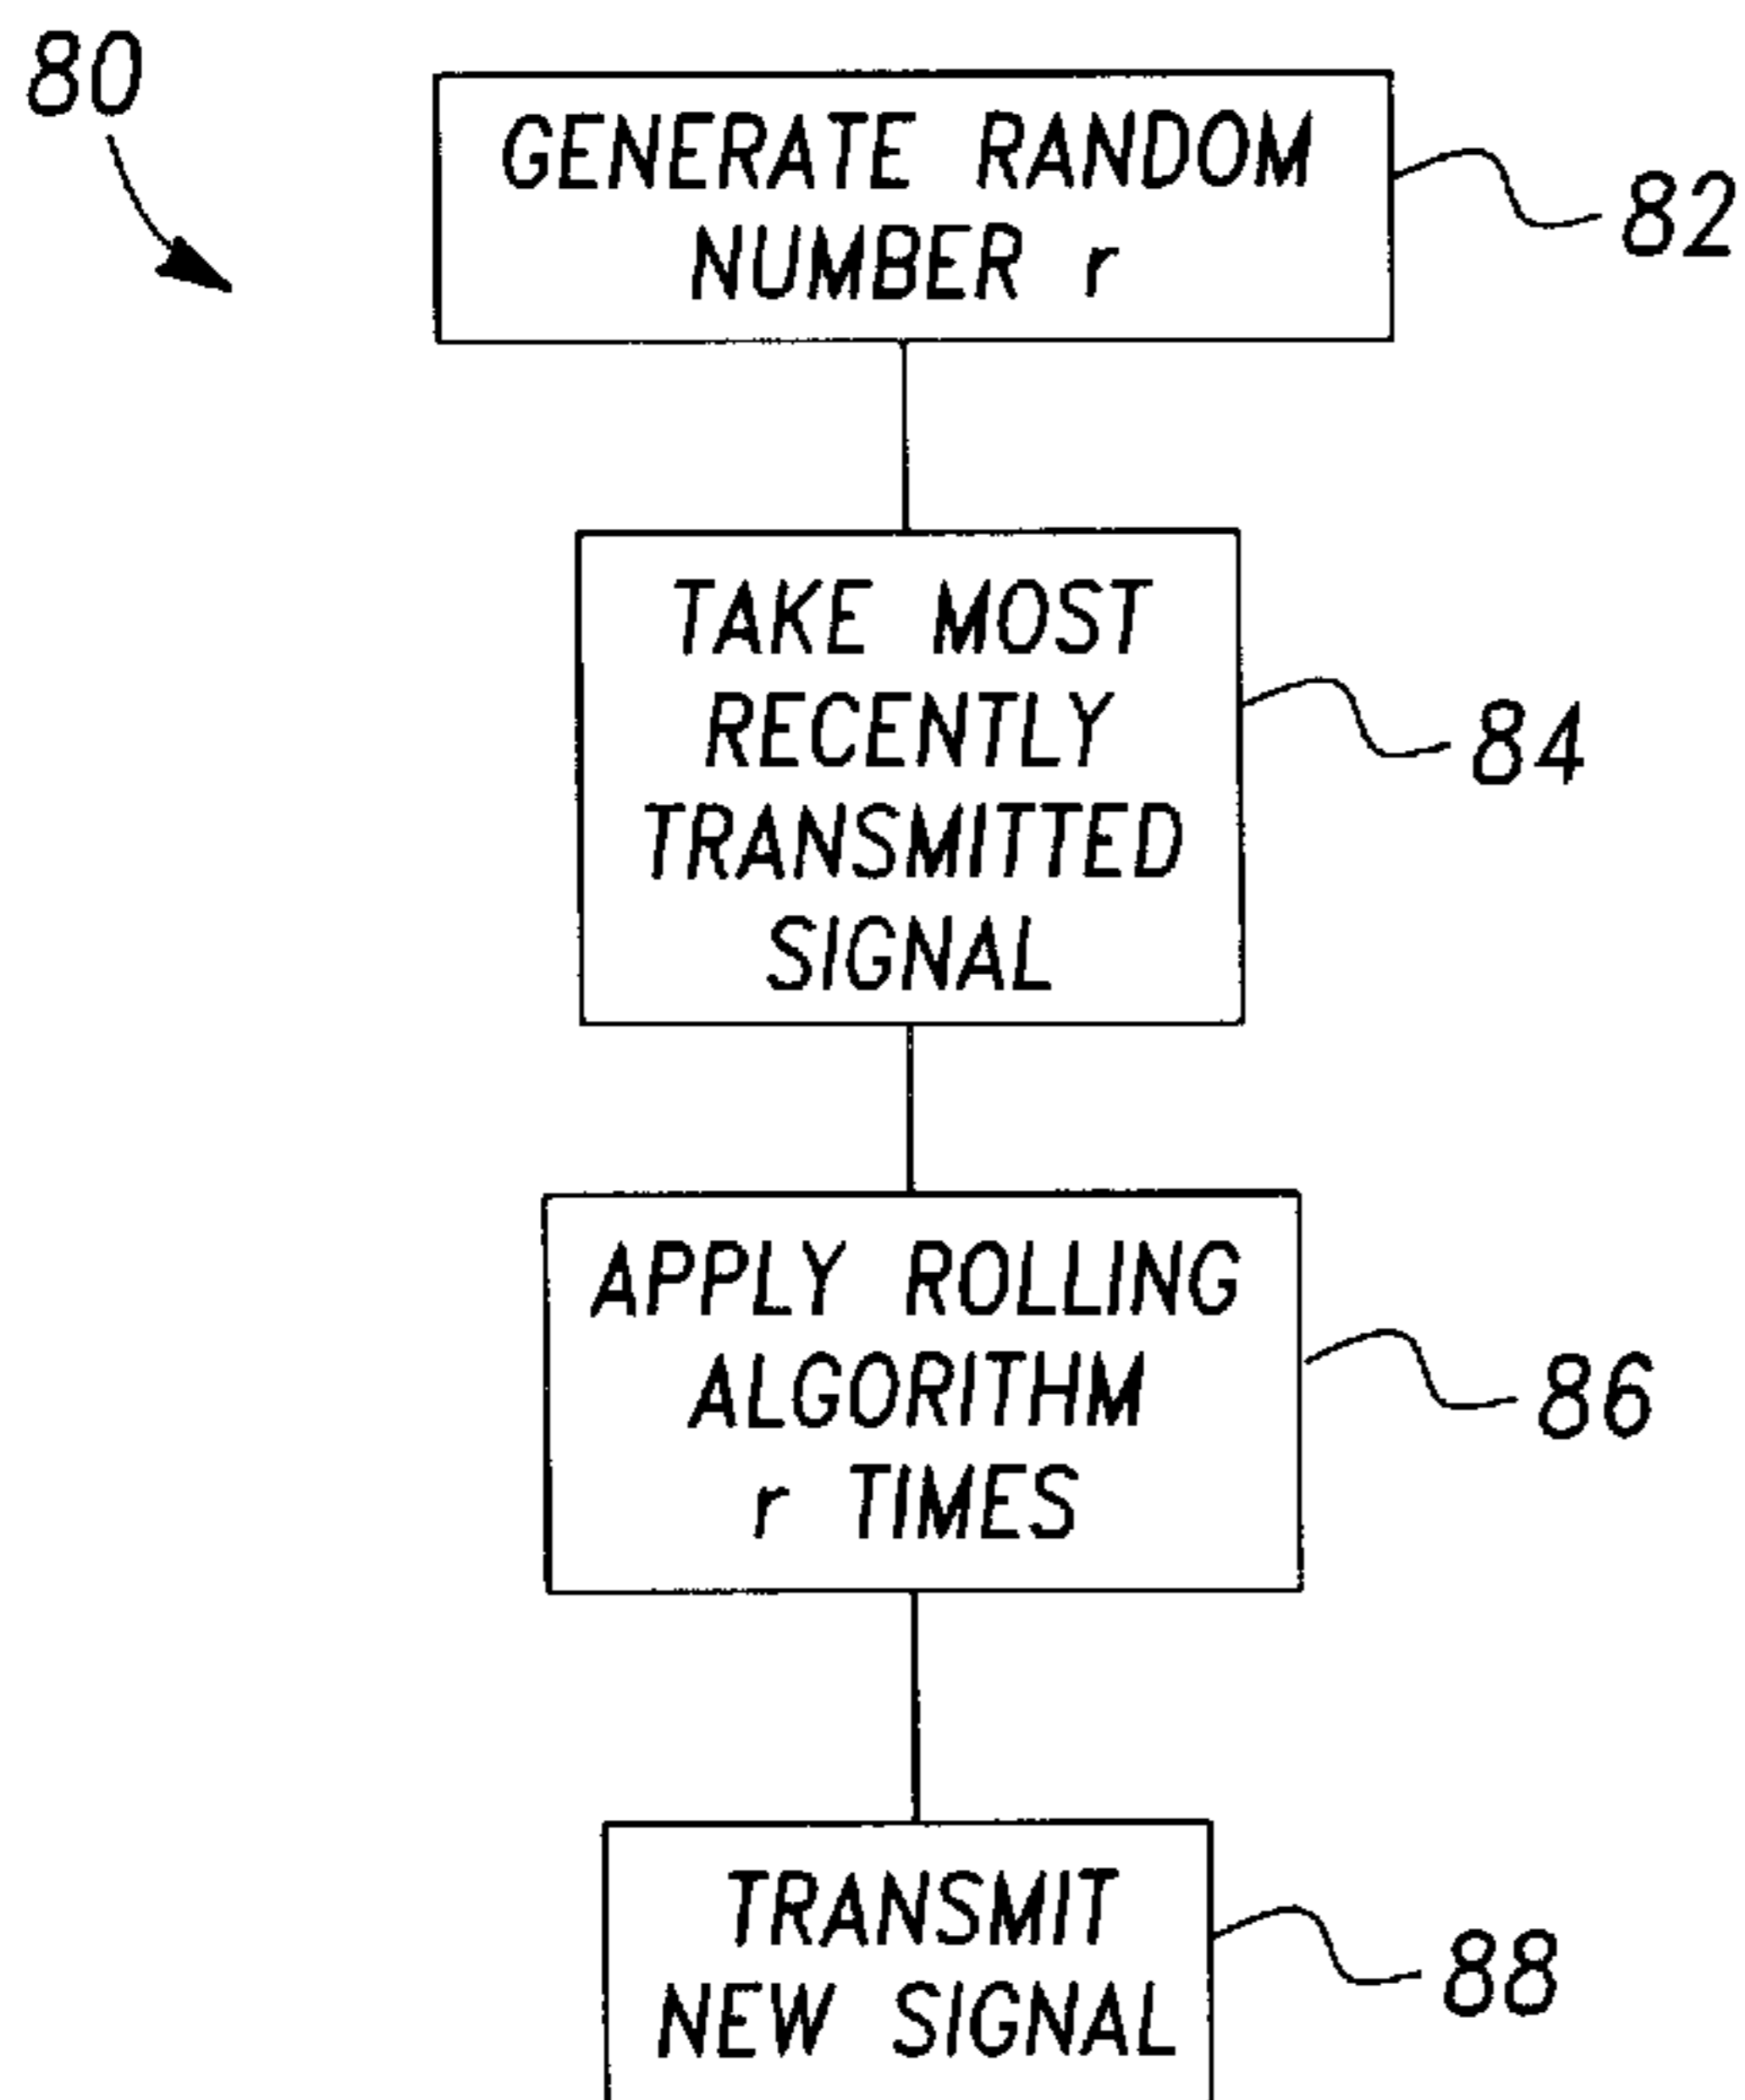 80
GENERATE RANDOM
NUMBER r
82
TAKE MOST
RECENTLY
TRANSMITTED
SIGNAL
84
APPLY ROLLING
ALGORITHM
r TIMES
86
TRANSMIT
NEW SIGNAL
88